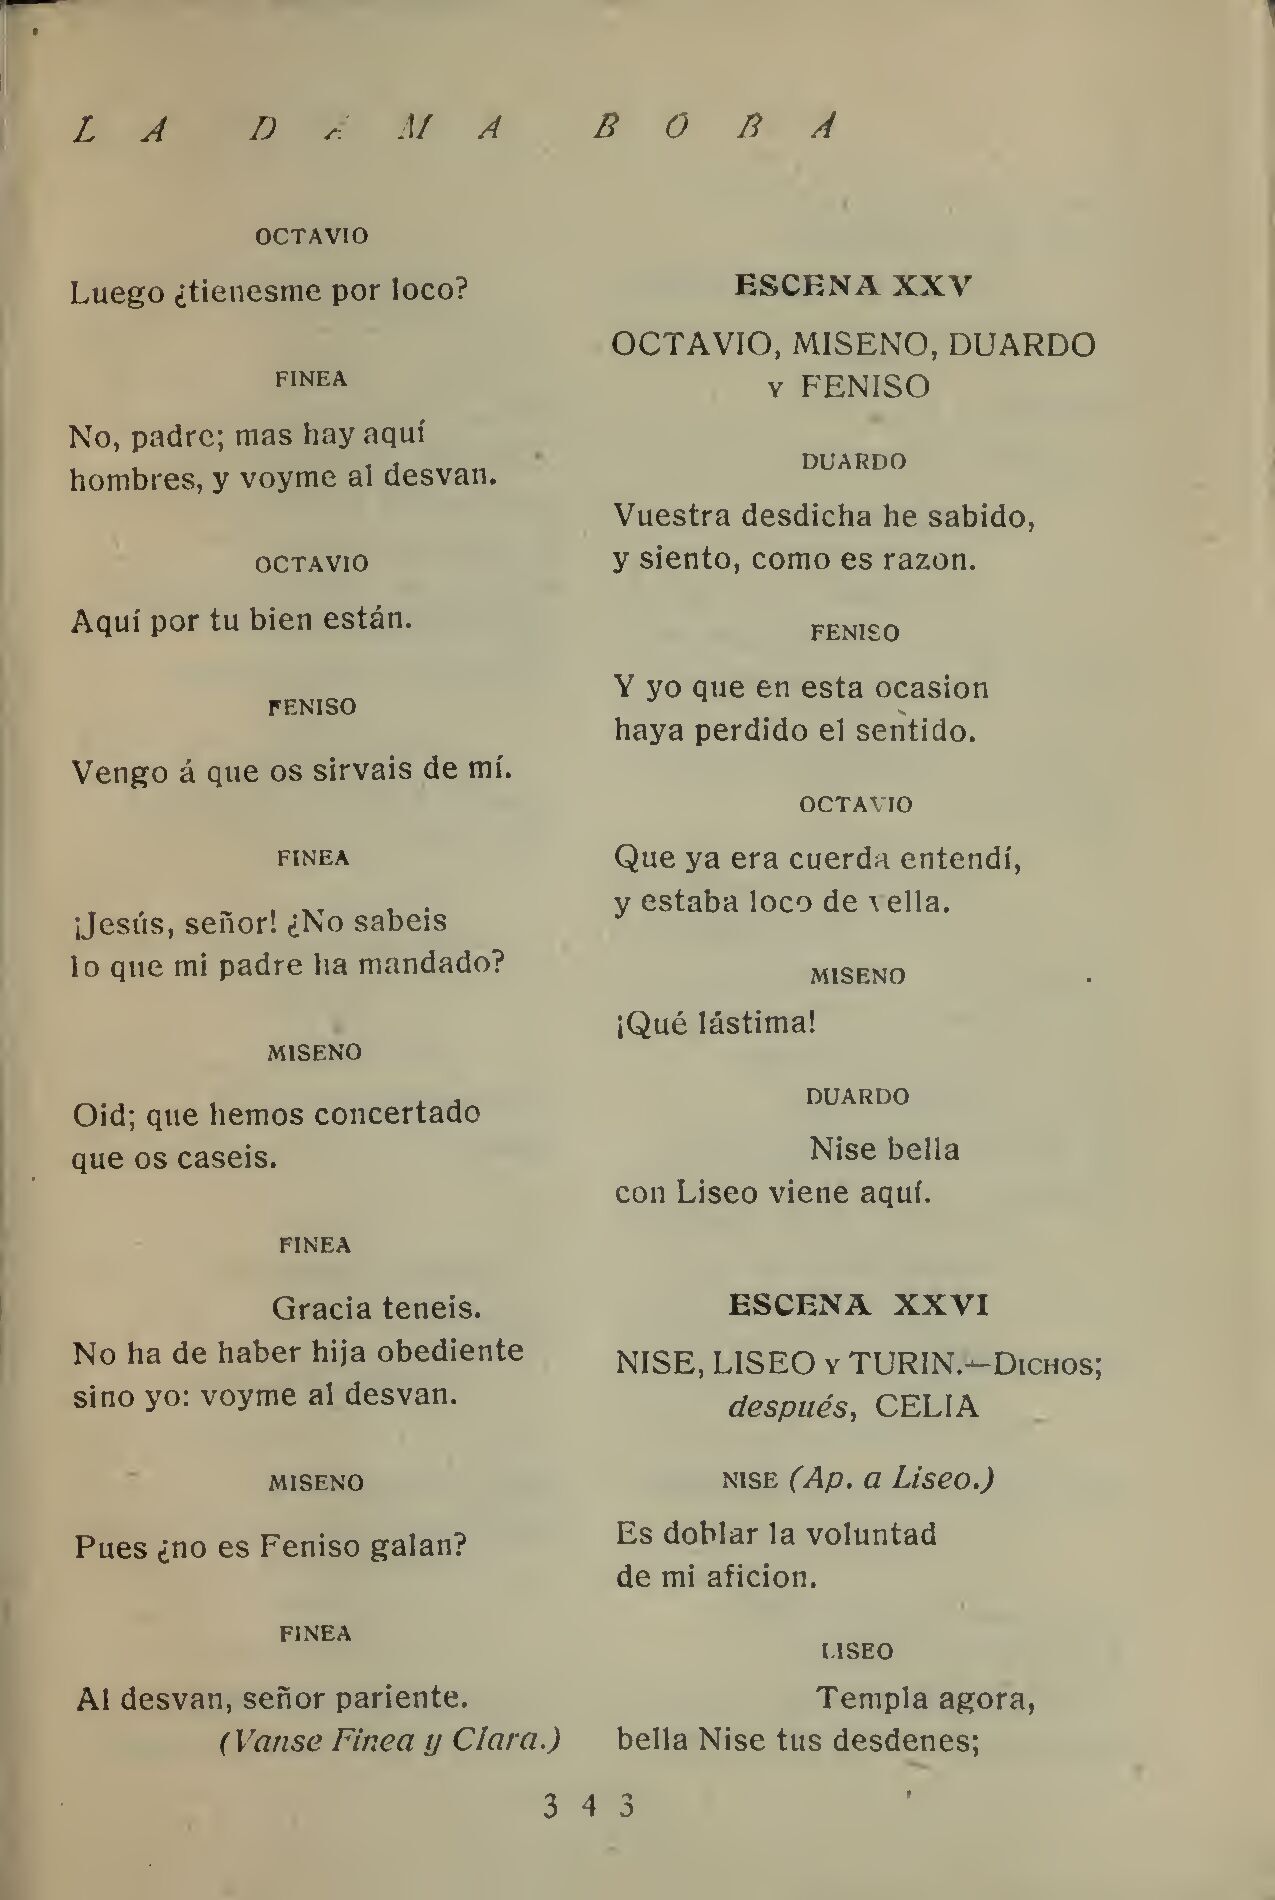 LA DAMA BOBA
OCTAVIO
Luego ¿tienesme por loco?
FINEA
No, padre; mas hay aquí
hombres, y voyme al desvan.
OCTAVIO
Aquí por tu bien están.
FENISO
Vengo á que os sirvais de mí.
FINEA
¡Jesús, señor! ¿No sabeis
lo que mi padre ha mandado?
MISENO
Oid; que hemos concertado
que os caseis.
FINEA
Gracia teneis.
No ha de haber hija obediente
sino yo: voyme al desvan.
MISENO
Pues ¿no es Feniso galan?
FINEA
Al desvan, señor pariente.
(Vanse Finea y Clara.)
ESCENA XXV
OCTAVIO, MISENO, DUARDO
Y FENISO
DUARDO
Vuestra desdicha he sabido,
y siento, como es razon.
FENISO
Y yo que en esta ocasion
haya perdido el sentido.
OCTAVIO
Que ya era cuerda entendí,
y estaba loco de vella.
MISENO
¡Qué lástima!
DUARDO
Nise bella
con Liseo viene aquí.
ESCENA XXVI
NISE, LISEO Y TURIN.—DICHOS;
después, CELIA
NISE (Ap. a Liseo.)
Es doblar la voluntad
de mi aficion.
LISEO
Templa agora,
bella Nise tus desdenes;
343